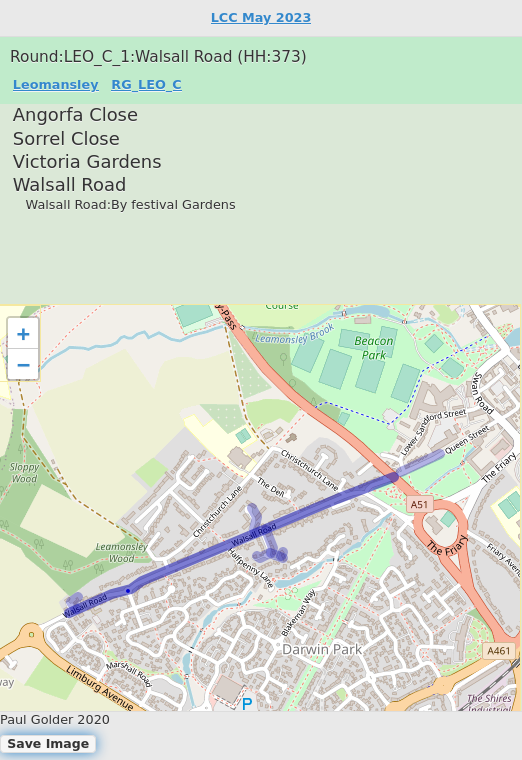 LCC May 2023
Round:LEO_C_1:Walsall Road (HH:373)
Leomansley RG_LEO_C
Angorfa Close
Sorrel Close
Victoria Gardens
Walsall Road
Walsall Road:By festival Gardens
Course
y-Pass
Leamonsley Brook
Beacon
Park
+
−
Swan Road
Lower Sandford Street
Queen Street
The Friary
Christchurch Lane
The Dell
Sloppy
Wood
Christchurch Lane
A51
Walsall Road
The Friary
Friary Avenue
Leamonsley
Wood
Halfpenny Lane
Walsall Road
Blakeman Way
Darwin Park
A461
Marshall Road
Limburg Avenue
way
The Shires
Industrial
P
Paul Golder 2020
Save Image